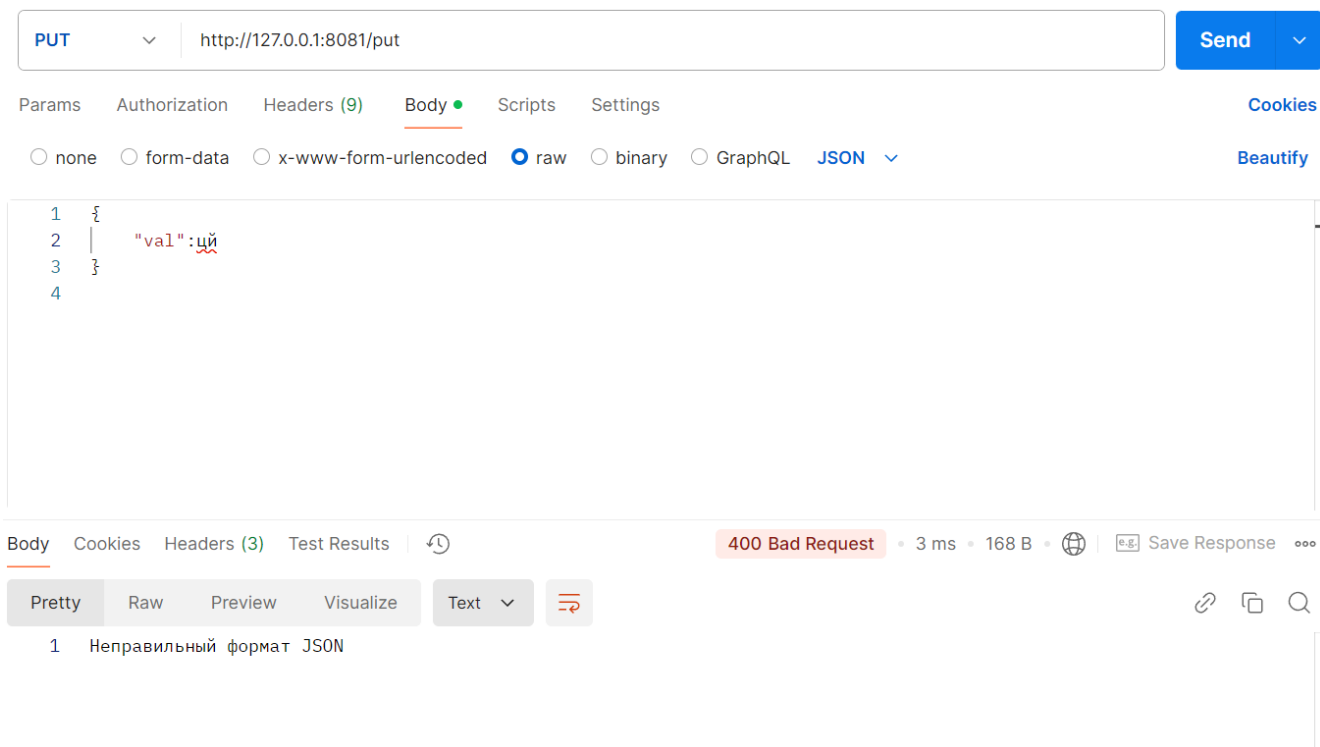 PUT http://127.0.0.1:8081/put Send
Params Authorization Headers (9) Body Scripts Settings Cookies
none form-data x-www-form-urlencoded raw binary GraphQL JSON Beautify
1 {
2 "val":цй
3 }
4
Body Cookies Headers (3) Test Results 400 Bad Request 3 ms 168 B e.g. Save Response
Pretty Raw Preview Visualize Text
1 Неправильный формат JSON